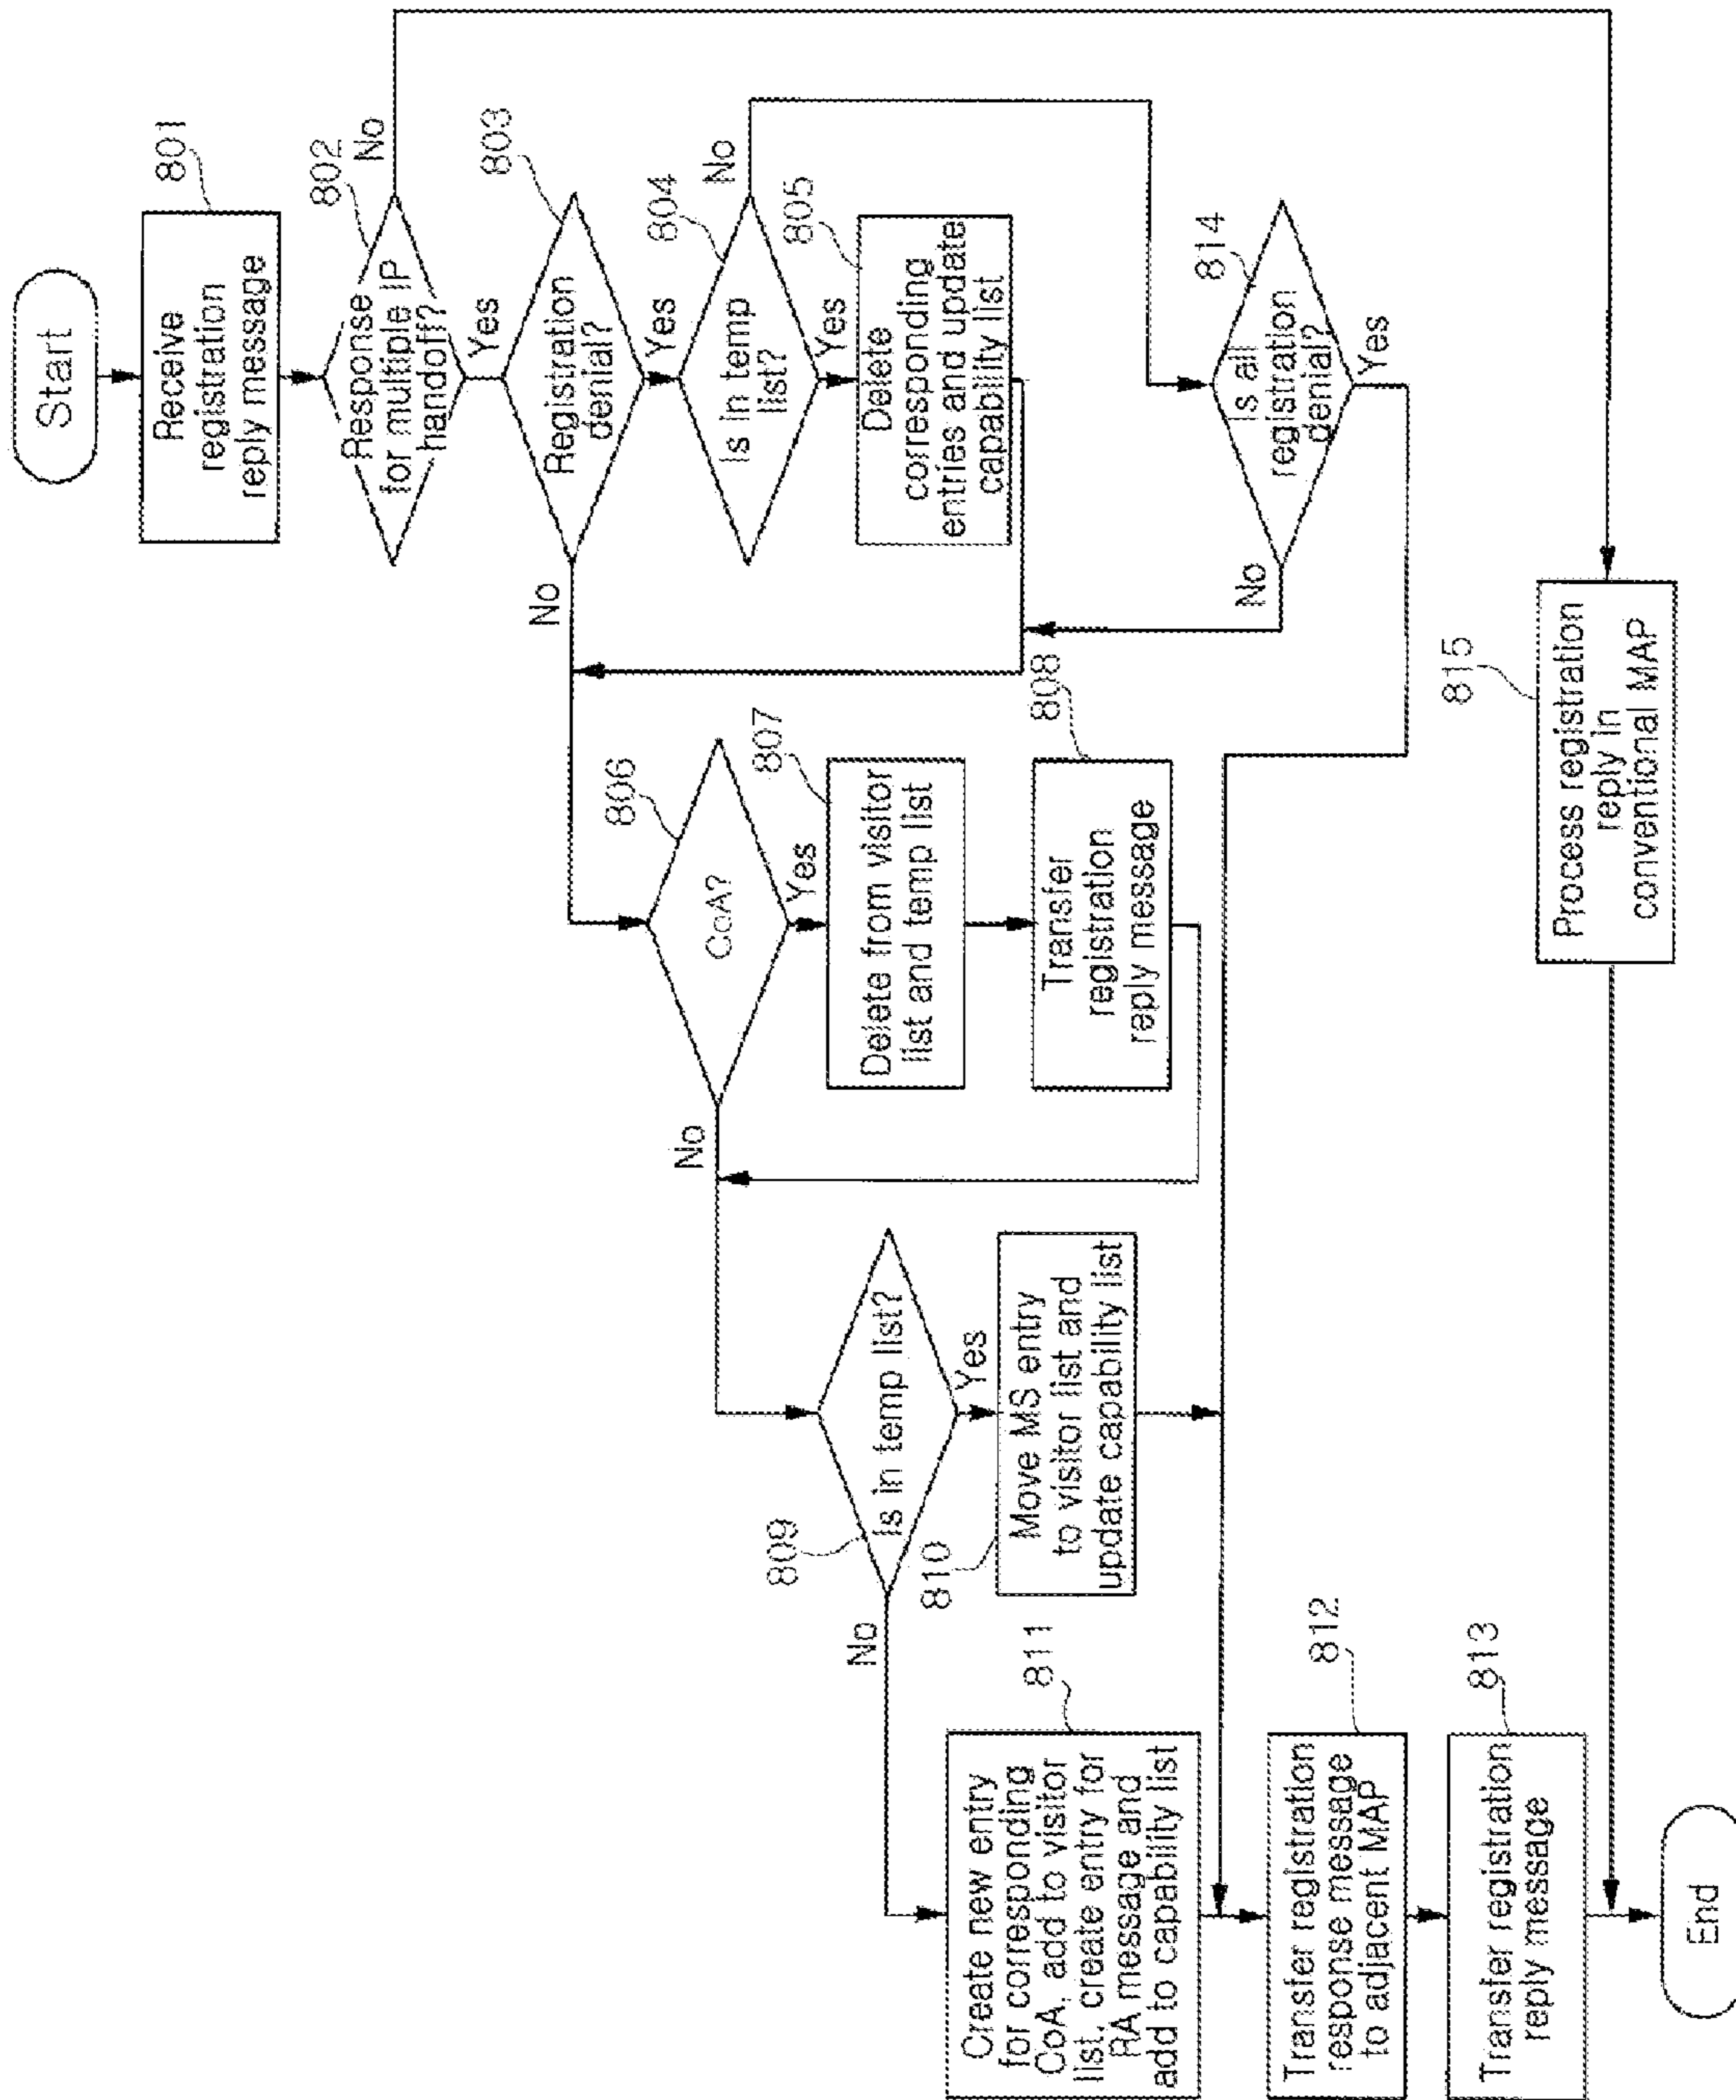 Start
801
Receive
registration
reply message
802
Response
for multiple IP
handoff?
No
Yes
803
Registration
denial?
No
Yes
804
Is in temp
list?
No
Yes
805
Delete
corresponding
entries and update
capability list
806
CoA?
No
Yes
807
Delete from visitor
list and temp list
808
Transfer
registration
reply message
809
Is in temp list?
No
Yes
810
Move MS entry
to visitor list and
update capability list
811
Create new entry
for corresponding
CoA, add to visitor
list, create entry for
RA message and
add to capability list
812
Transfer registration
response message
to adjacent MAP
813
Transfer registration
reply message
814
Is all
registration
denial?
No
Yes
815
Process registration
reply in
conventional MAP
End